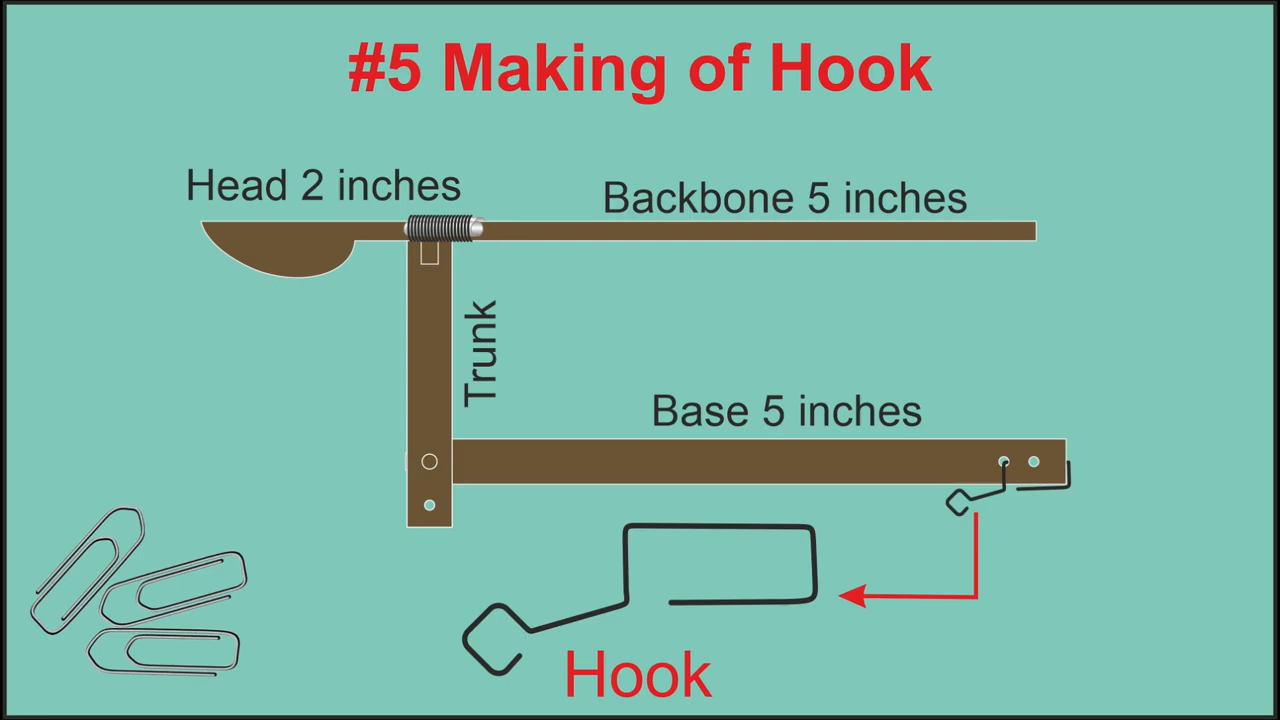 #5 Making of Hook
Head 2 inches
Backbone 5 inches
Trunk
Base 5 inches
Hook